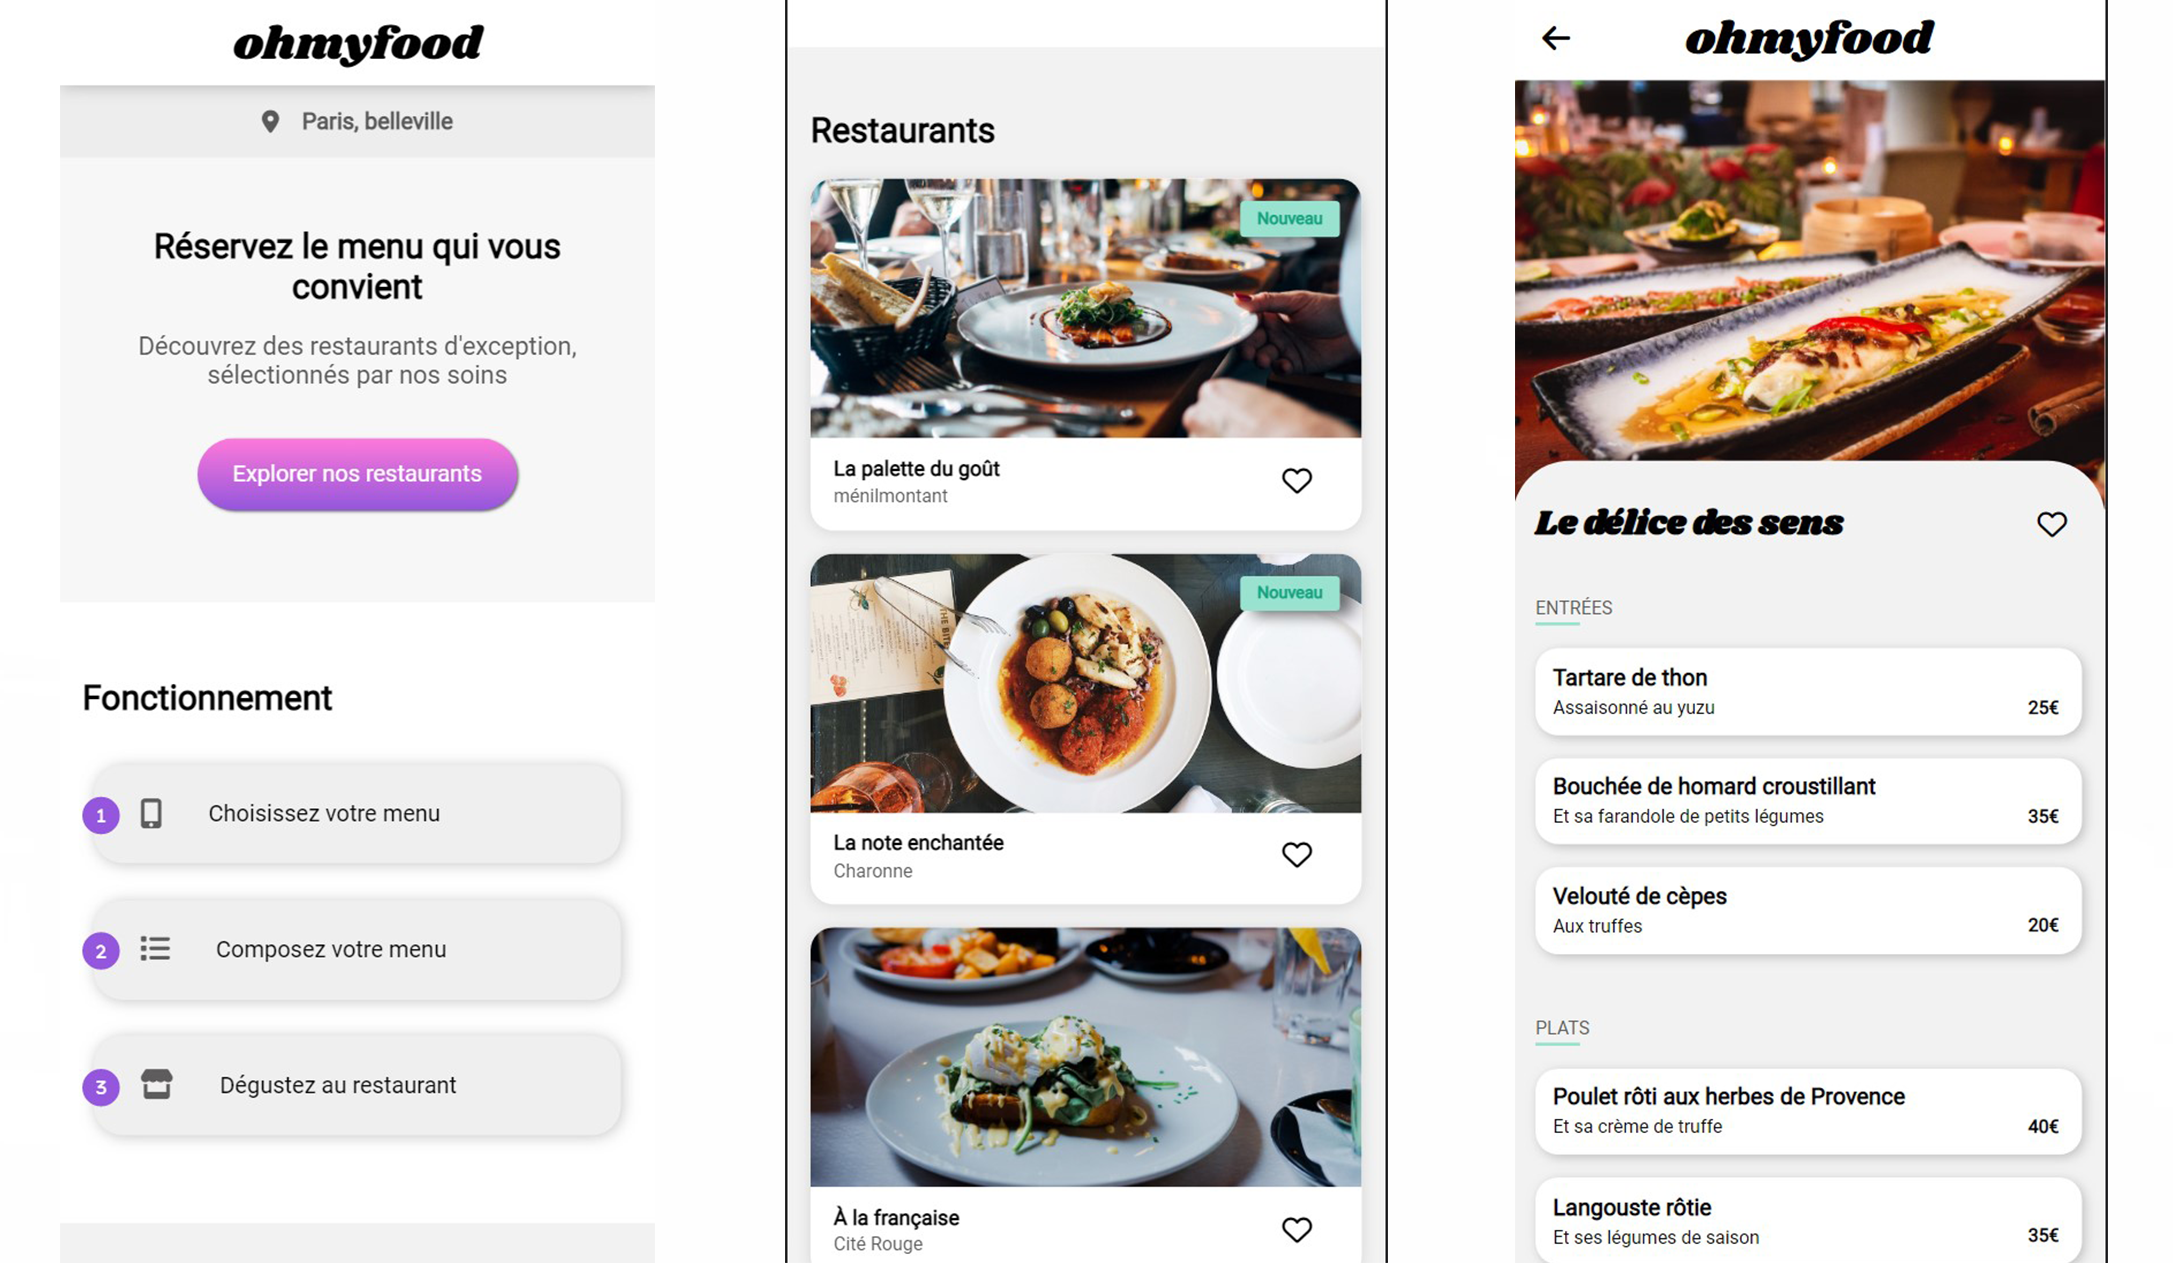 ohmyfood
Paris, belleville
Réservez le menu qui vous
convient
Découvrez des restaurants d'exception,
sélectionnés par nos soins
Explorer nos restaurants
Fonctionnement
1 Choisissez votre menu
2 Composez votre menu
3 Dégustez au restaurant
Restaurants
Nouveau
La palette du goût
ménilmontant
Nouveau
La note enchantée
Charonne
À la française
Cité Rouge
ohmyfood
Le délice des sens
ENTRÉES
Tartare de thon
Assaisonné au yuzu 25€
Bouchée de homard croustillant
Et sa farandole de petits légumes 35€
Velouté de cèpes
Aux truffes 20€
PLATS
Poulet rôti aux herbes de Provence
Et sa crème de truffe 40€
Langouste rôtie
Et ses légumes de saison 35€